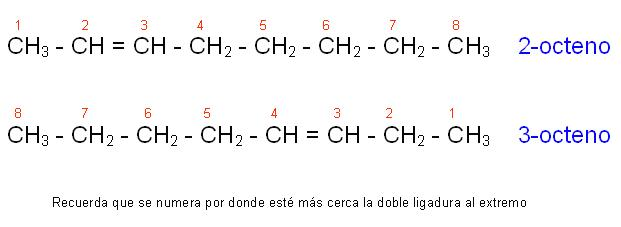 1 2 3 4 5 6 7 8
CH₃ - CH = CH - CH₂ - CH₂ - CH₂ - CH₂ - CH₃ 2-octeno
8 7 6 5 4 3 2 1
CH₃ - CH₂ - CH₂ - CH₂ - CH = CH - CH₂ - CH₃ 3-octeno
Recuerda que se numera por donde esté más cerca la doble ligadura al extremo